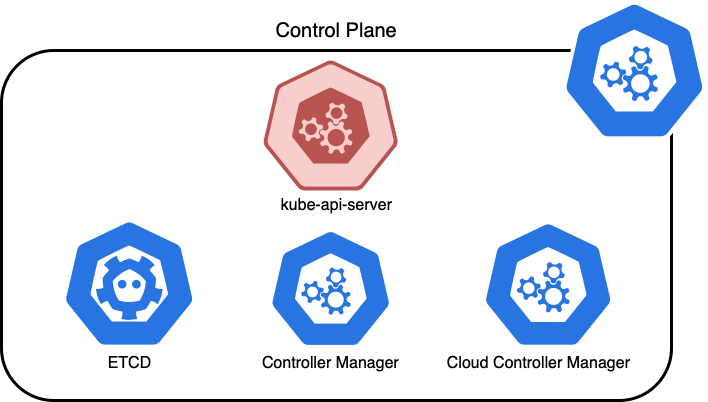 Control Plane
kube-api-server
ETCD
Controller Manager
Cloud Controller Manager